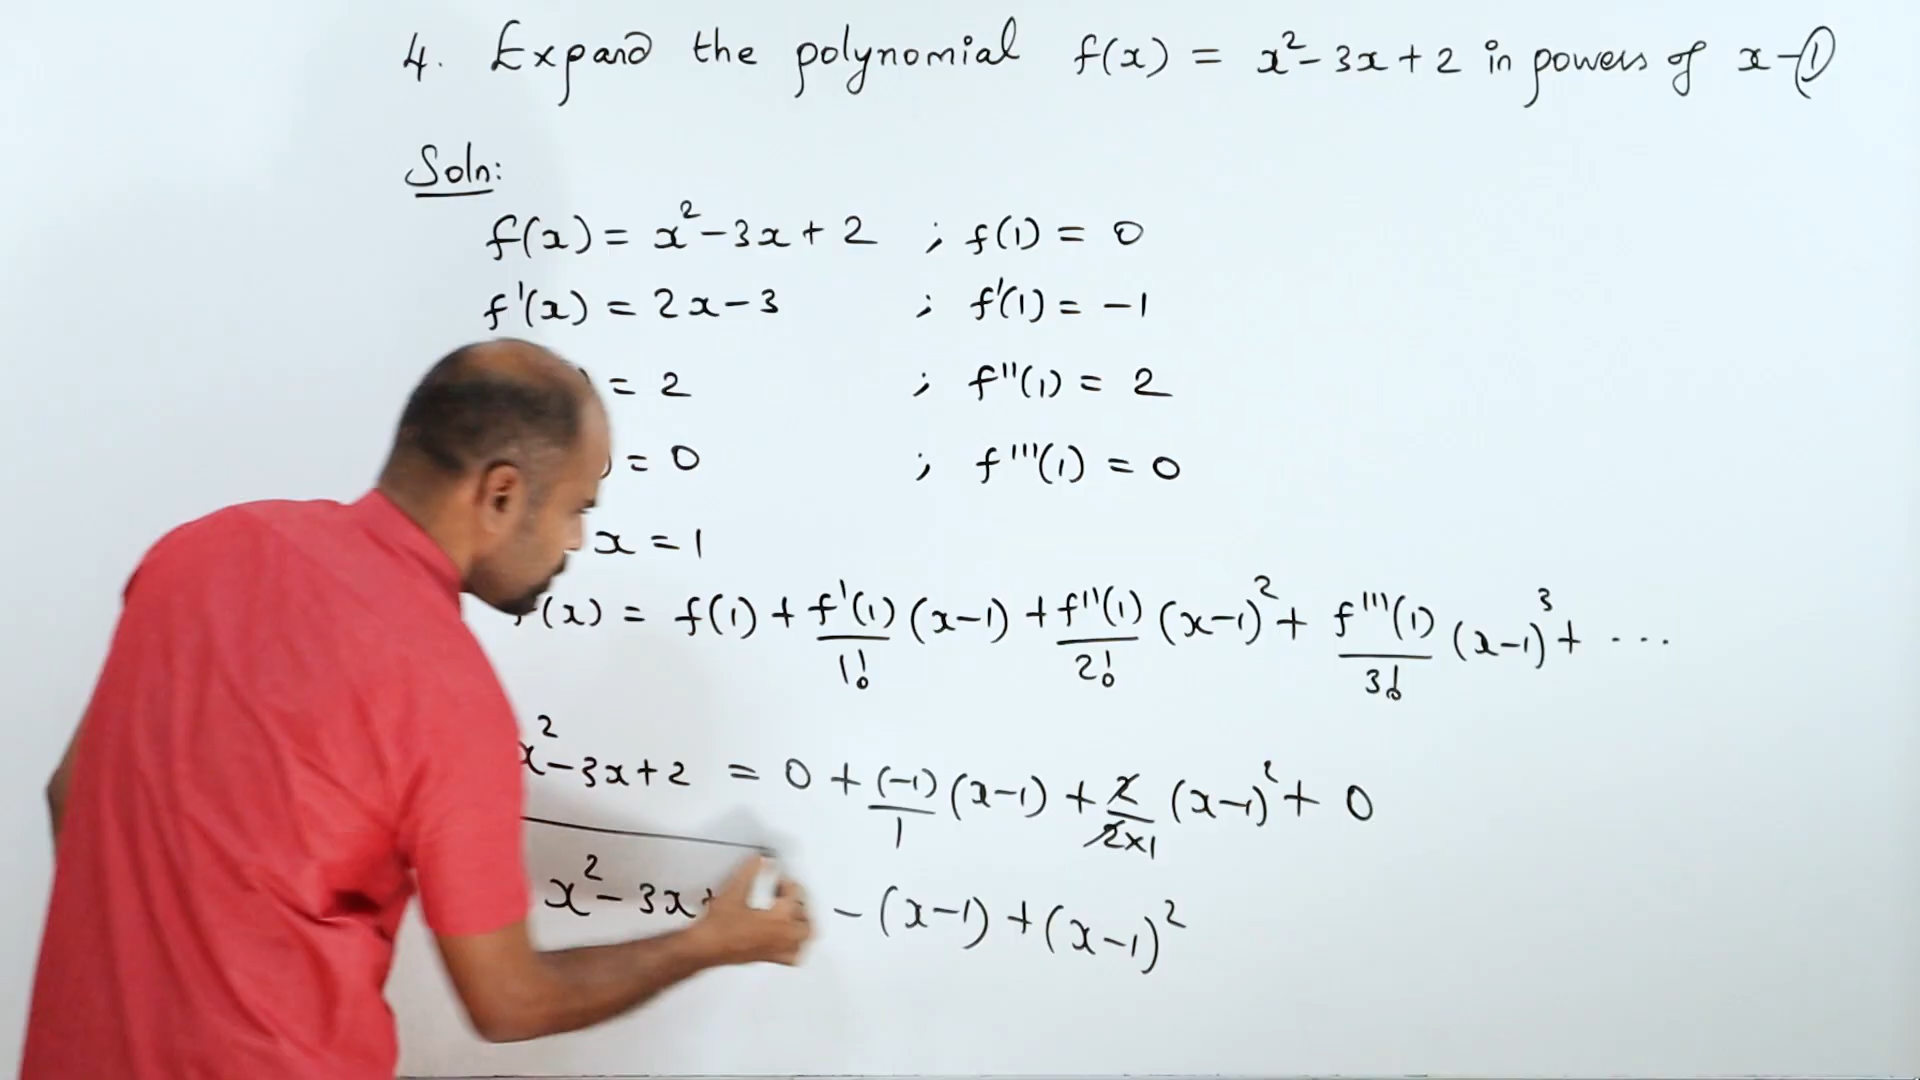 4. Expand the polynomial f(x) = x² - 3x + 2 in powers of x - 1
Soln:
f(x) = x² - 3x + 2 ; f(1) = 0
f'(x) = 2x - 3 ; f'(1) = -1
) = 2 ; f''(1) = 2
) = 0 ; f'''(1) = 0
x = 1
f(x) = f(1) + f'(1)/1! (x-1) + f''(1)/2! (x-1)² + f'''(1)/3! (x-1)³ + ...
x² - 3x + 2 = 0 + (-1)/1 (x-1) + 2/2×1 (x-1)² + 0
x² - 3x + - (x-1) + (x-1)²